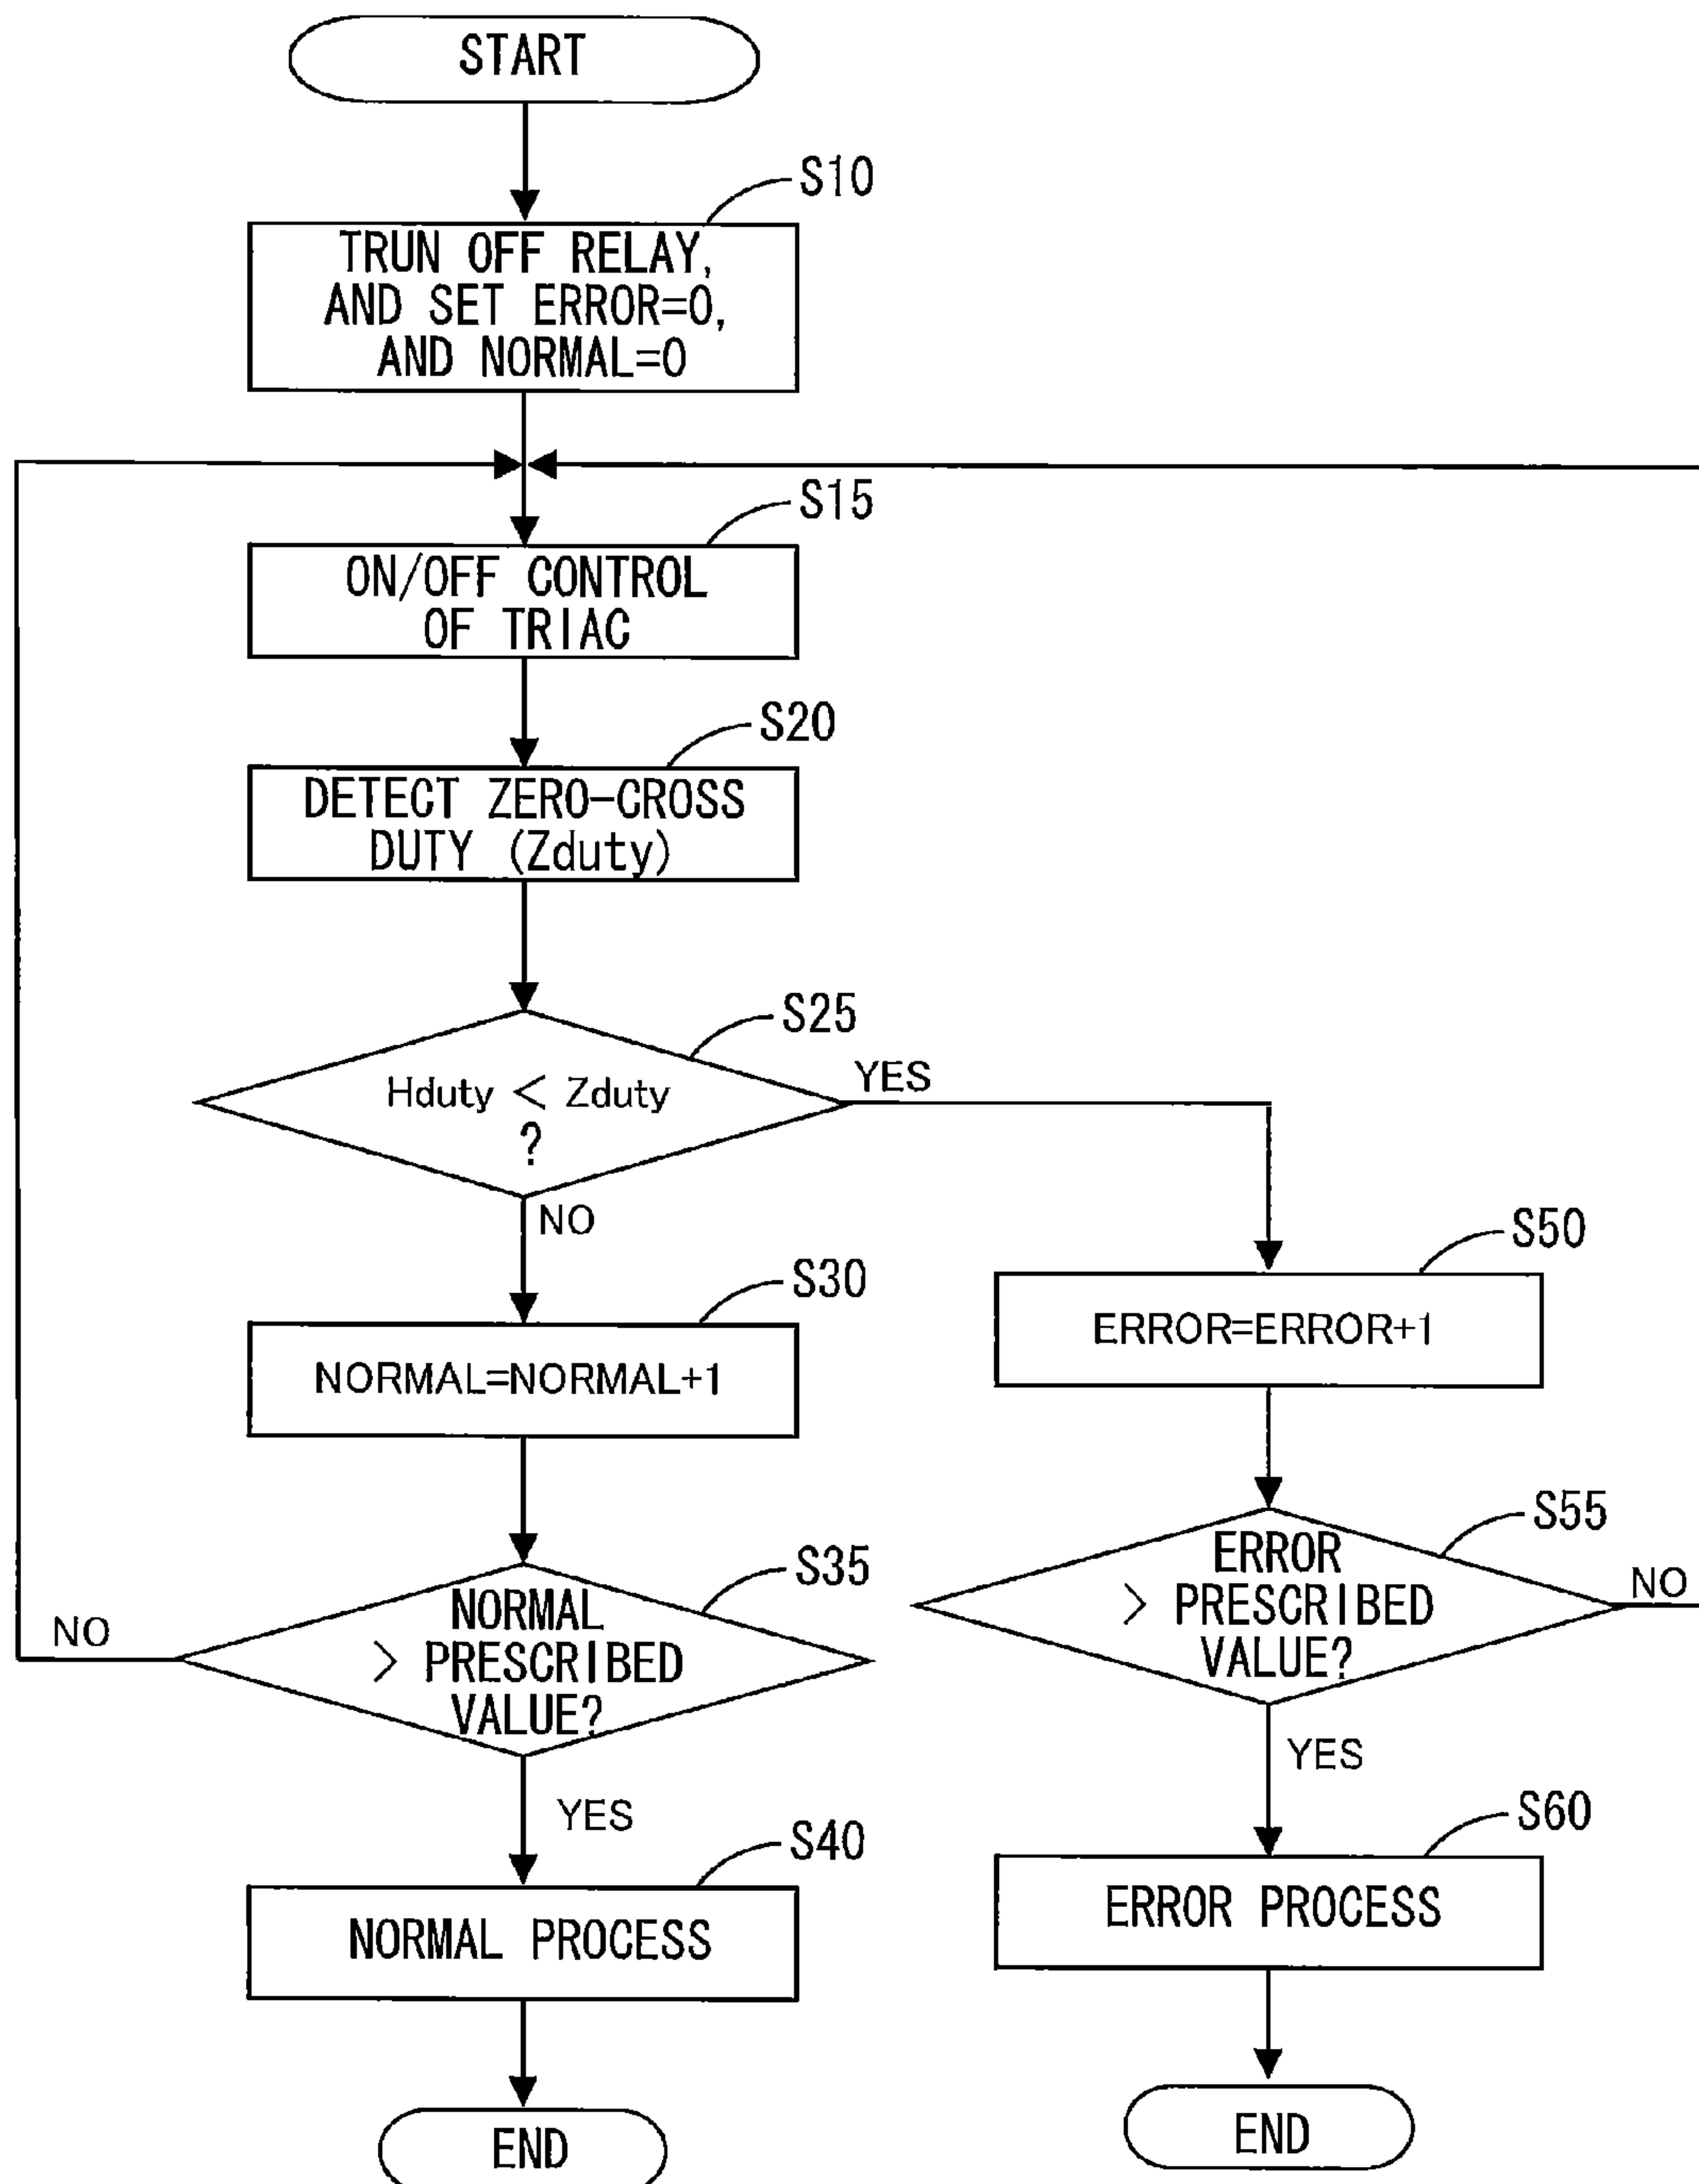 START
S10
TRUN OFF RELAY,
AND SET ERROR=0,
AND NORMAL=0
S15
ON/OFF CONTROL
OF TRIAC
S20
DETECT ZERO-CROSS
DUTY (Zduty)
S25
Hduty < Zduty
?
YES
NO
S30
NORMAL=NORMAL+1
S35
NORMAL
> PRESCRIBED
VALUE?
NO
YES
S40
NORMAL PROCESS
END
S50
ERROR=ERROR+1
S55
ERROR
> PRESCRIBED
VALUE?
NO
YES
S60
ERROR PROCESS
END